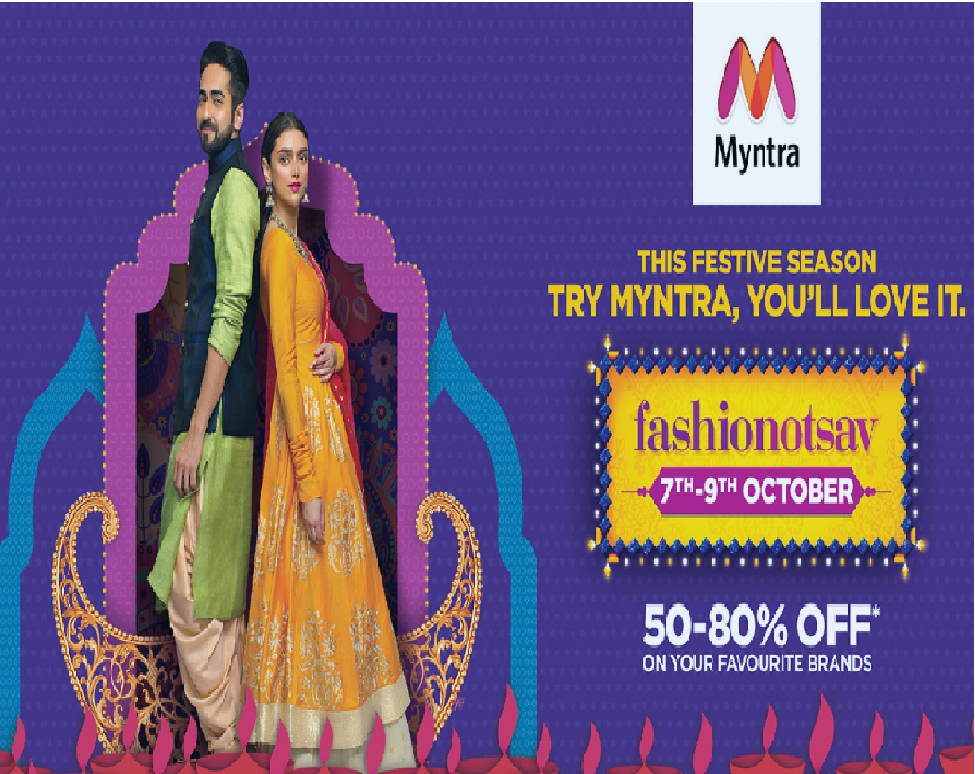 Myntra
THIS FESTIVE SEASON
TRY MYNTRA, YOU'LL LOVE IT.
fashionotsav
7TH-9TH OCTOBER
50-80% OFF*
ON YOUR FAVOURITE BRANDS